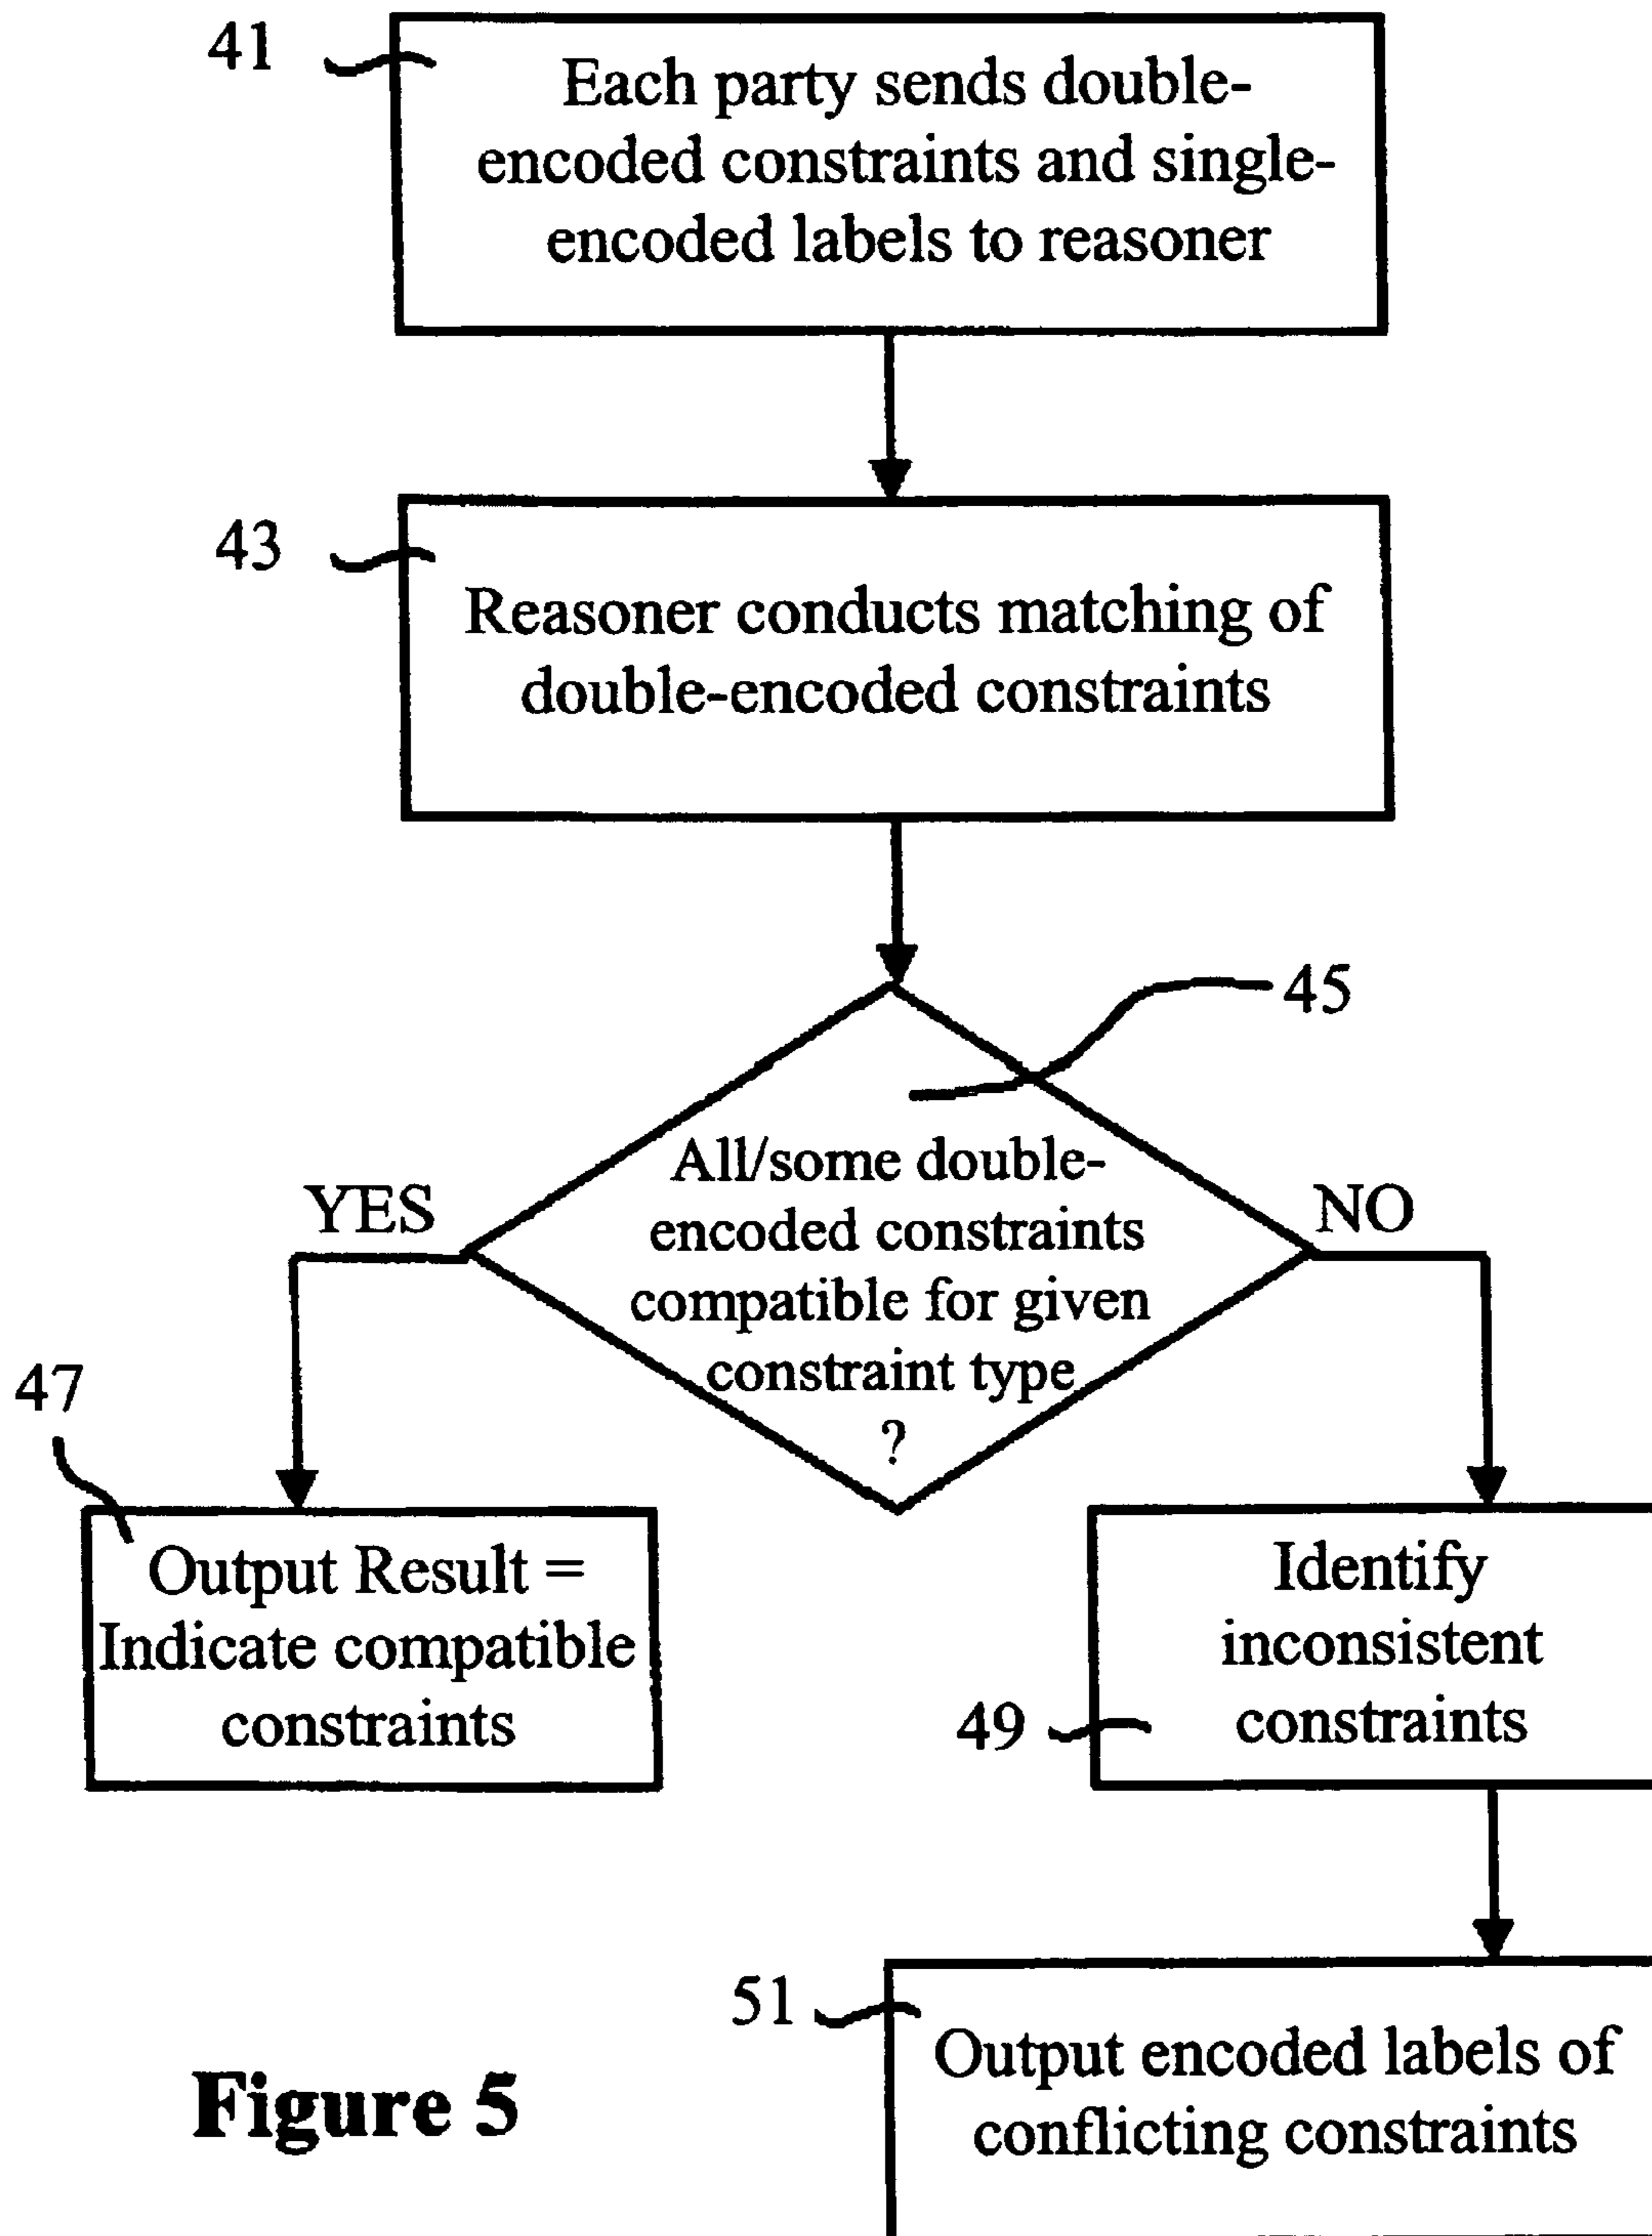 41
Each party sends double-
encoded constraints and single-
encoded labels to reasoner
43
Reasoner conducts matching of
double-encoded constraints
45
All/some double-
encoded constraints
compatible for given
constraint type
?
YES
NO
47
Output Result =
Indicate compatible
constraints
Identify
inconsistent
constraints
49
51
Output encoded labels of
conflicting constraints
Figure 5